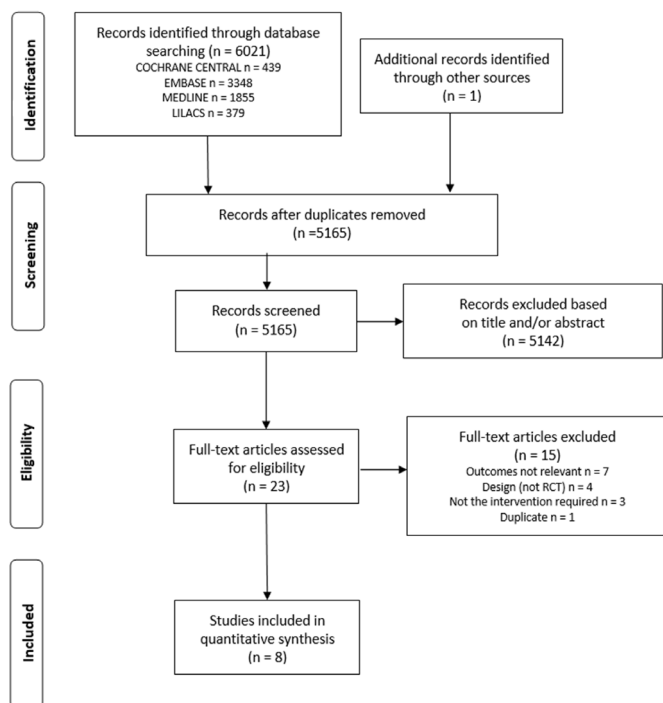 Identification
Records identified through database
searching (n = 6021)
COCHRANE CENTRAL n = 439
EMBASE n = 3348
MEDLINE n = 1855
LILACS n = 379
Additional records identified
through other sources
(n = 1)
Screening
Records after duplicates removed
(n =5165)
Records screened
(n = 5165)
Records excluded based
on title and/or abstract
(n = 5142)
Eligibility
Full-text articles assessed
for eligibility
(n = 23)
Full-text articles excluded
(n = 15)
Outcomes not relevant n = 7
Design (not RCT) n = 4
Not the intervention required n = 3
Duplicate n = 1
Included
Studies included in
quantitative synthesis
(n = 8)